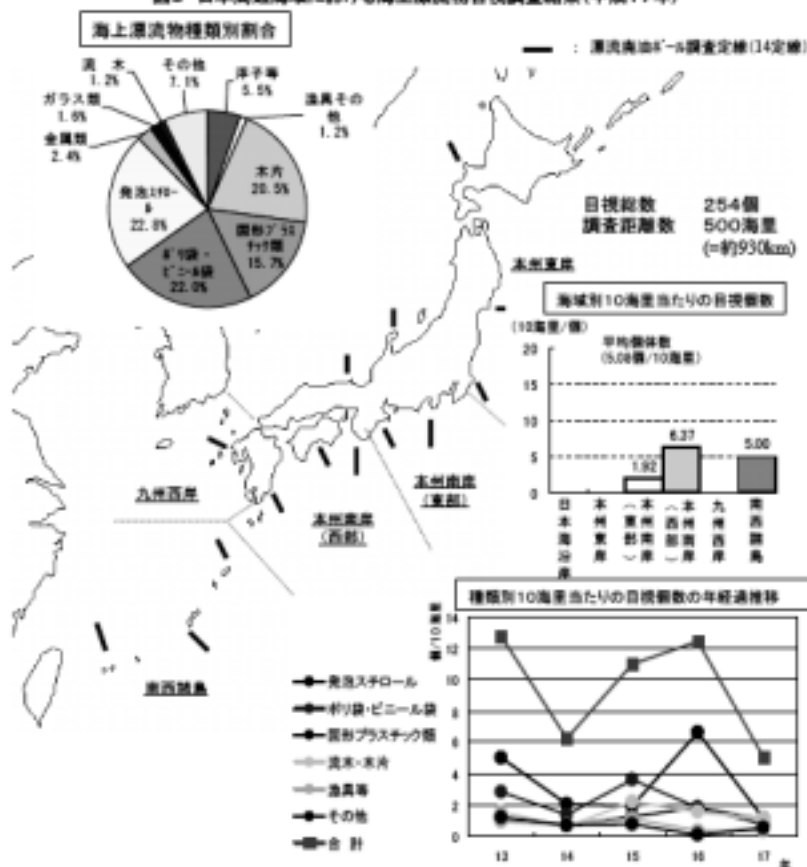 海上漂流物種類別割合
: 漂流廃油ボール調査定線(14定線)
流 木
1.2%
その他
7.1%
浮子等
5.5%
漁具その
他
1.2%
ガラス類
1.6%
金属類
2.4%
木片
20.5%
発泡スチロー
ル
22.8%
固形プラス
チック類
15.7%
ポリ袋・
ビニール袋
22.0%
目視総数 254個
調査距離数 500海里
(=約930km)
本州東岸
海域別10海里当たりの目視個数
(10海里/個)
平均個体数
(5.08個/10海里)
20
15
10
5
0
1.92
6.37
5.00
日本海沿岸
本州東岸
本州南岸(東部)
本州南岸(西部)
九州西岸
南西諸島
九州西岸
本州南岸
(西部)
本州南岸
(東部)
南西諸島
種類別10海里当たりの目視個数の年経過推移
個/10海里
14
12
10
8
6
4
2
0
13 14 15 16 17 年
発泡スチロール
ポリ袋・ビニール袋
固形プラスチック類
流木・木片
漁具等
その他
合 計